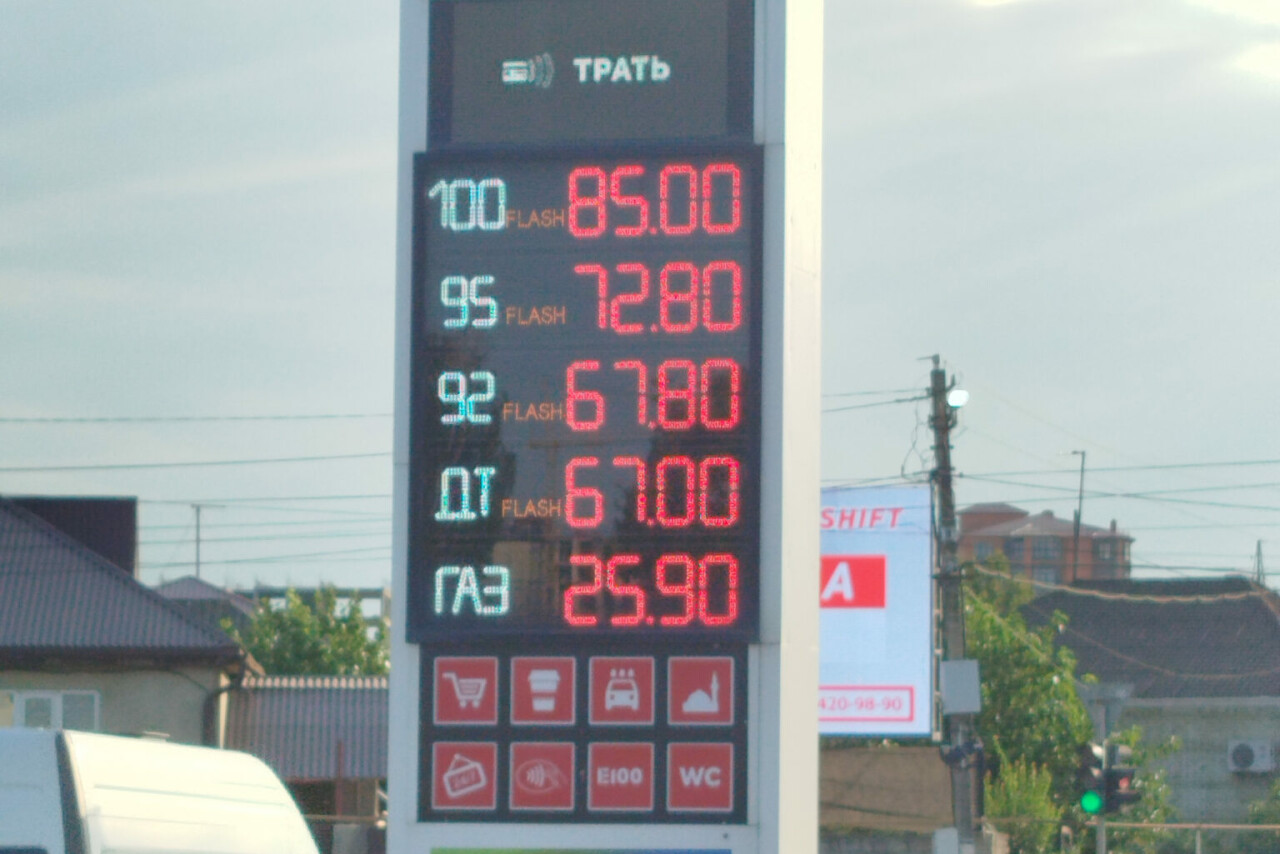 ТРАТЬ
100 FLASH 85.00
95 FLASH 72.80
92 FLASH 67.80
ДТ FLASH 67.00
ГАЗ 25.90
E100 WC
SHIFT
A
420-98-90